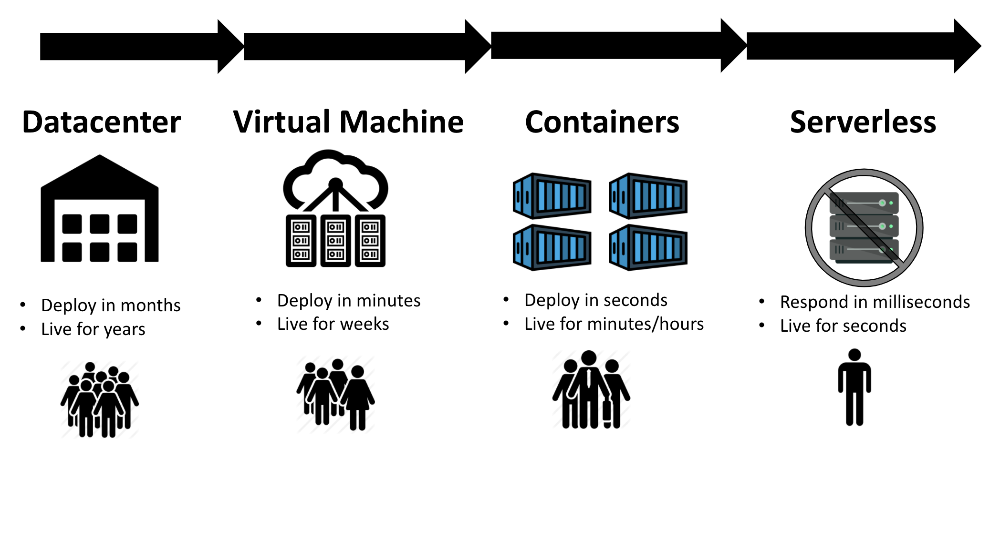 Datacenter
Virtual Machine
Containers
Serverless
• Deploy in months
• Live for years
• Deploy in minutes
• Live for weeks
• Deploy in seconds
• Live for minutes/hours
• Respond in milliseconds
• Live for seconds